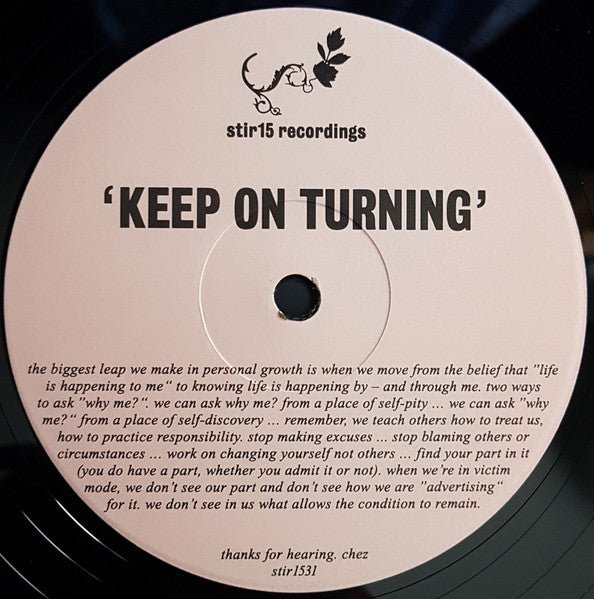 stir15 recordings
‘KEEP ON TURNING’
the biggest leap we make in personal growth is when we move from the belief that ”life
is happening to me“ to knowing life is happening by – and through me. two ways
to ask ”why me?“. we can ask why me? from a place of self-pity ... we can ask ”why
me?“ from a place of self-discovery ... remember, we teach others how to treat us,
how to practice responsibility. stop making excuses ... stop blaming others or
circumstances ... work on changing yourself not others ... find your part in it
(you do have a part, whether you admit it or not). when we're in victim
mode, we don't see our part and don't see how we are ”advertising“
for it. we don't see in us what allows the condition to remain.
thanks for hearing. chez
stir1531